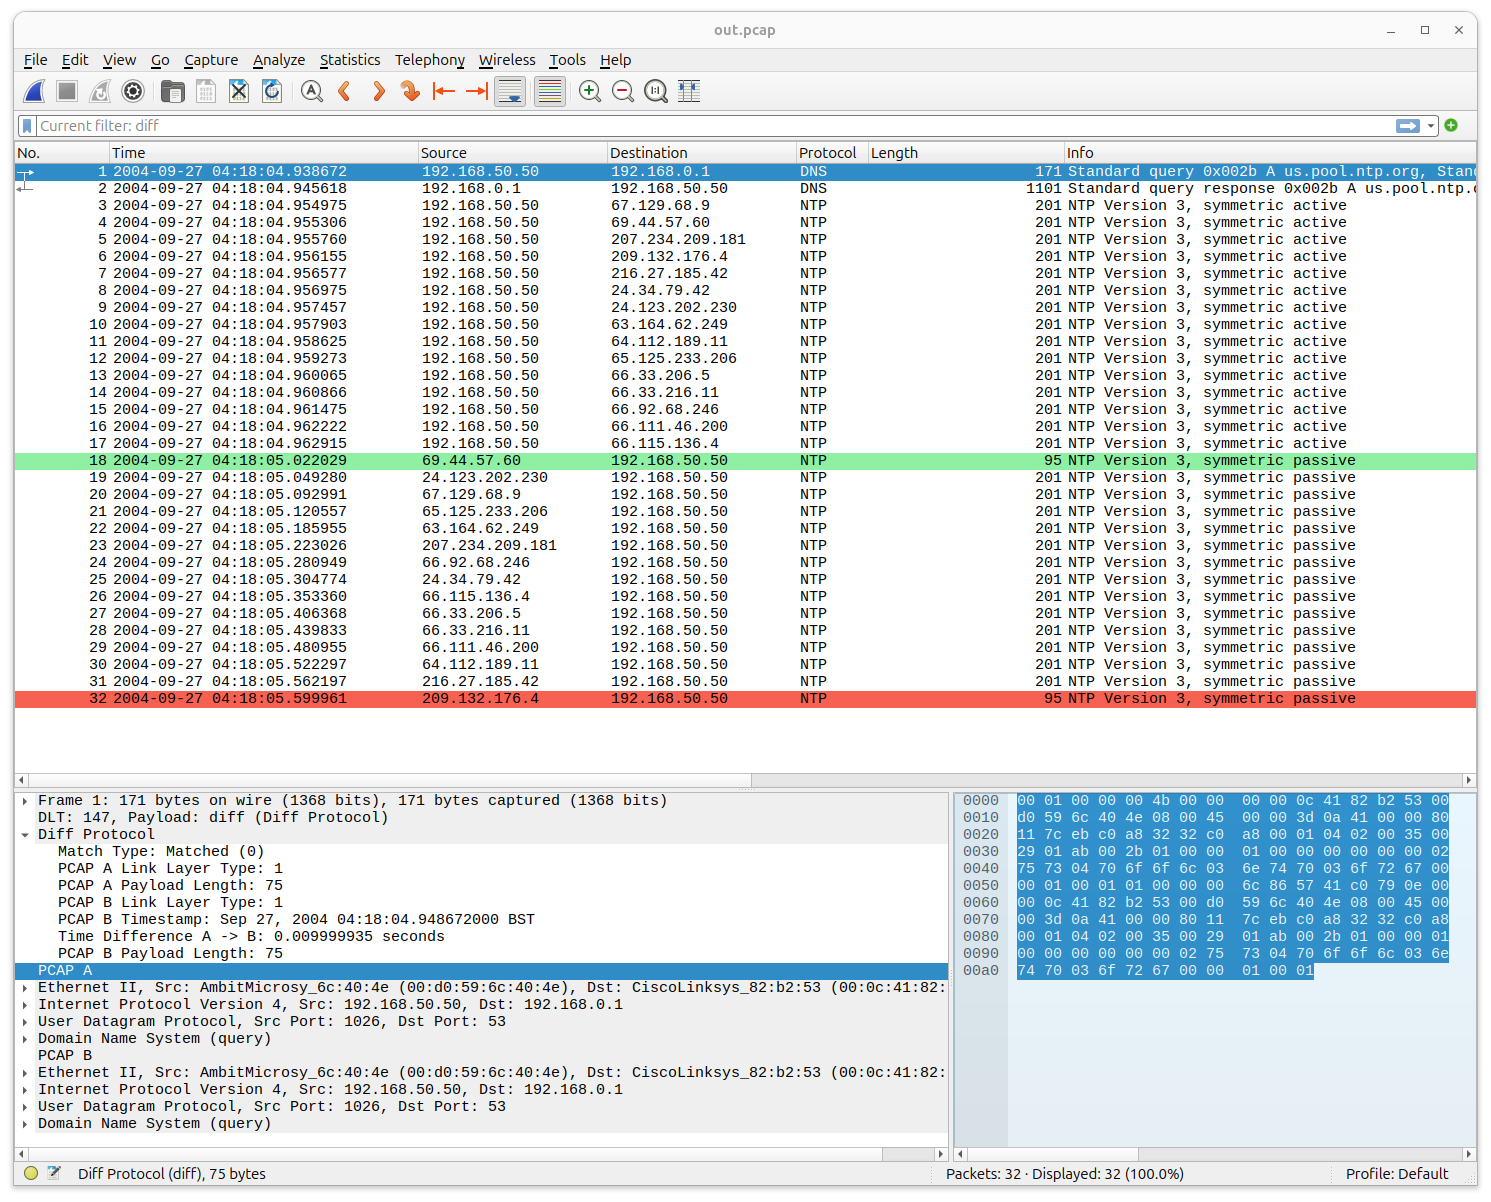 out.pcap
File Edit View Go Capture Analyze Statistics Telephony Wireless Tools Help
Current filter: diff
No. Time Source Destination Protocol Length Info
1 2004-09-27 04:18:04.938672 192.168.50.50 192.168.0.1 DNS 171 Standard query 0x002b A us.pool.ntp.org, Stand
2 2004-09-27 04:18:04.945618 192.168.0.1 192.168.50.50 DNS 1101 Standard query response 0x002b A us.pool.ntp.o
3 2004-09-27 04:18:04.954975 192.168.50.50 67.129.68.9 NTP 201 NTP Version 3, symmetric active
4 2004-09-27 04:18:04.955306 192.168.50.50 69.44.57.60 NTP 201 NTP Version 3, symmetric active
5 2004-09-27 04:18:04.955760 192.168.50.50 207.234.209.181 NTP 201 NTP Version 3, symmetric active
6 2004-09-27 04:18:04.956155 192.168.50.50 209.132.176.4 NTP 201 NTP Version 3, symmetric active
7 2004-09-27 04:18:04.956577 192.168.50.50 216.27.185.42 NTP 201 NTP Version 3, symmetric active
8 2004-09-27 04:18:04.956975 192.168.50.50 24.34.79.42 NTP 201 NTP Version 3, symmetric active
9 2004-09-27 04:18:04.957457 192.168.50.50 24.123.202.230 NTP 201 NTP Version 3, symmetric active
10 2004-09-27 04:18:04.957903 192.168.50.50 63.164.62.249 NTP 201 NTP Version 3, symmetric active
11 2004-09-27 04:18:04.958625 192.168.50.50 64.112.189.11 NTP 201 NTP Version 3, symmetric active
12 2004-09-27 04:18:04.959273 192.168.50.50 65.125.233.206 NTP 201 NTP Version 3, symmetric active
13 2004-09-27 04:18:04.960065 192.168.50.50 66.33.206.5 NTP 201 NTP Version 3, symmetric active
14 2004-09-27 04:18:04.960866 192.168.50.50 66.33.216.11 NTP 201 NTP Version 3, symmetric active
15 2004-09-27 04:18:04.961475 192.168.50.50 66.92.68.246 NTP 201 NTP Version 3, symmetric active
16 2004-09-27 04:18:04.962222 192.168.50.50 66.111.46.200 NTP 201 NTP Version 3, symmetric active
17 2004-09-27 04:18:04.962915 192.168.50.50 66.115.136.4 NTP 201 NTP Version 3, symmetric active
18 2004-09-27 04:18:05.022029 69.44.57.60 192.168.50.50 NTP 95 NTP Version 3, symmetric passive
19 2004-09-27 04:18:05.049280 24.123.202.230 192.168.50.50 NTP 201 NTP Version 3, symmetric passive
20 2004-09-27 04:18:05.092991 67.129.68.9 192.168.50.50 NTP 201 NTP Version 3, symmetric passive
21 2004-09-27 04:18:05.120557 65.125.233.206 192.168.50.50 NTP 201 NTP Version 3, symmetric passive
22 2004-09-27 04:18:05.185955 63.164.62.249 192.168.50.50 NTP 201 NTP Version 3, symmetric passive
23 2004-09-27 04:18:05.223026 207.234.209.181 192.168.50.50 NTP 201 NTP Version 3, symmetric passive
24 2004-09-27 04:18:05.280949 66.92.68.246 192.168.50.50 NTP 201 NTP Version 3, symmetric passive
25 2004-09-27 04:18:05.304774 24.34.79.42 192.168.50.50 NTP 201 NTP Version 3, symmetric passive
26 2004-09-27 04:18:05.353360 66.115.136.4 192.168.50.50 NTP 201 NTP Version 3, symmetric passive
27 2004-09-27 04:18:05.406368 66.33.206.5 192.168.50.50 NTP 201 NTP Version 3, symmetric passive
28 2004-09-27 04:18:05.439833 66.33.216.11 192.168.50.50 NTP 201 NTP Version 3, symmetric passive
29 2004-09-27 04:18:05.480955 66.111.46.200 192.168.50.50 NTP 201 NTP Version 3, symmetric passive
30 2004-09-27 04:18:05.522297 64.112.189.11 192.168.50.50 NTP 201 NTP Version 3, symmetric passive
31 2004-09-27 04:18:05.562197 216.27.185.42 192.168.50.50 NTP 201 NTP Version 3, symmetric passive
32 2004-09-27 04:18:05.599961 209.132.176.4 192.168.50.50 NTP 95 NTP Version 3, symmetric passive
Frame 1: 171 bytes on wire (1368 bits), 171 bytes captured (1368 bits)
DLT: 147, Payload: diff (Diff Protocol)
Diff Protocol
Match Type: Matched (0)
PCAP A Link Layer Type: 1
PCAP A Payload Length: 75
PCAP B Link Layer Type: 1
PCAP B Timestamp: Sep 27, 2004 04:18:04.948672000 BST
Time Difference A -> B: 0.009999935 seconds
PCAP B Payload Length: 75
PCAP A
Ethernet II, Src: AmbitMicrosy_6c:40:4e (00:d0:59:6c:40:4e), Dst: CiscoLinksys_82:b2:53 (00:0c:41:82:
Internet Protocol Version 4, Src: 192.168.50.50, Dst: 192.168.0.1
User Datagram Protocol, Src Port: 1026, Dst Port: 53
Domain Name System (query)
PCAP B
Ethernet II, Src: AmbitMicrosy_6c:40:4e (00:d0:59:6c:40:4e), Dst: CiscoLinksys_82:b2:53 (00:0c:41:82:
Internet Protocol Version 4, Src: 192.168.50.50, Dst: 192.168.0.1
User Datagram Protocol, Src Port: 1026, Dst Port: 53
Domain Name System (query)
0000 00 01 00 00 00 4b 00 00 00 00 0c 41 82 b2 53 00
0010 d0 59 6c 40 4e 08 00 45 00 00 3d 0a 41 00 00 80
0020 11 7c eb c0 a8 32 32 c0 a8 00 01 04 02 00 35 00
0030 29 01 ab 00 2b 01 00 00 01 00 00 00 00 00 00 02
0040 75 73 04 70 6f 6f 6c 03 6e 74 70 03 6f 72 67 00
0050 00 01 00 01 01 00 00 00 6c 86 57 41 c0 79 0e 00
0060 00 0c 41 82 b2 53 00 d0 59 6c 40 4e 08 00 45 00
0070 00 3d 0a 41 00 00 80 11 7c eb c0 a8 32 32 c0 a8
0080 00 01 04 02 00 35 00 29 01 ab 00 2b 01 00 00 01
0090 00 00 00 00 00 00 02 75 73 04 70 6f 6f 6c 03 6e
00a0 74 70 03 6f 72 67 00 00 01 00 01
Diff Protocol (diff), 75 bytes Packets: 32 · Displayed: 32 (100.0%) Profile: Default